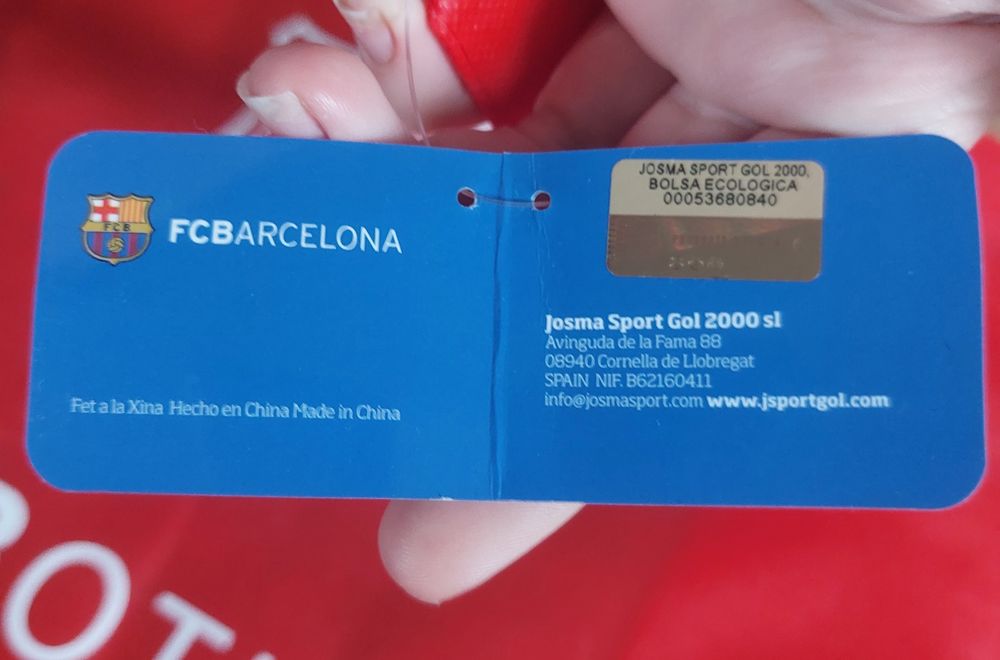 FCB
FCBARCELONA
Fet a la Xina Hecho en China Made in China
JOSMA SPORT GOL 2000,
BOLSA ECOLOGICA
00053680840
Josma Sport Gol 2000 sl
Avinguda de la Fama 88
08940 Cornella de Llobregat
SPAIN NIF. B62160411
info@josmasport.com www.jsportgol.com
OT